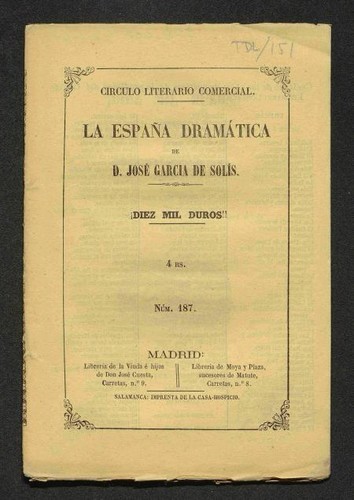 TDL/151
CIRCULO LITERARIO COMERCIAL.
LA ESPAÑA DRAMÁTICA
DE
D. JOSÉ GARCIA DE SOLÍS.
¡DIEZ MIL DUROS!!
4 RS.
NÚM. 187.
MADRID:
Librería de la Viuda é hijos
de Don José Cuesta,
Carretas, n.º 9.
Librería de Moya y Plaza,
sucesores de Matute,
Carretas, n.º 8.
SALAMANCA: IMPRENTA DE LA CASA-HOSPICIO.